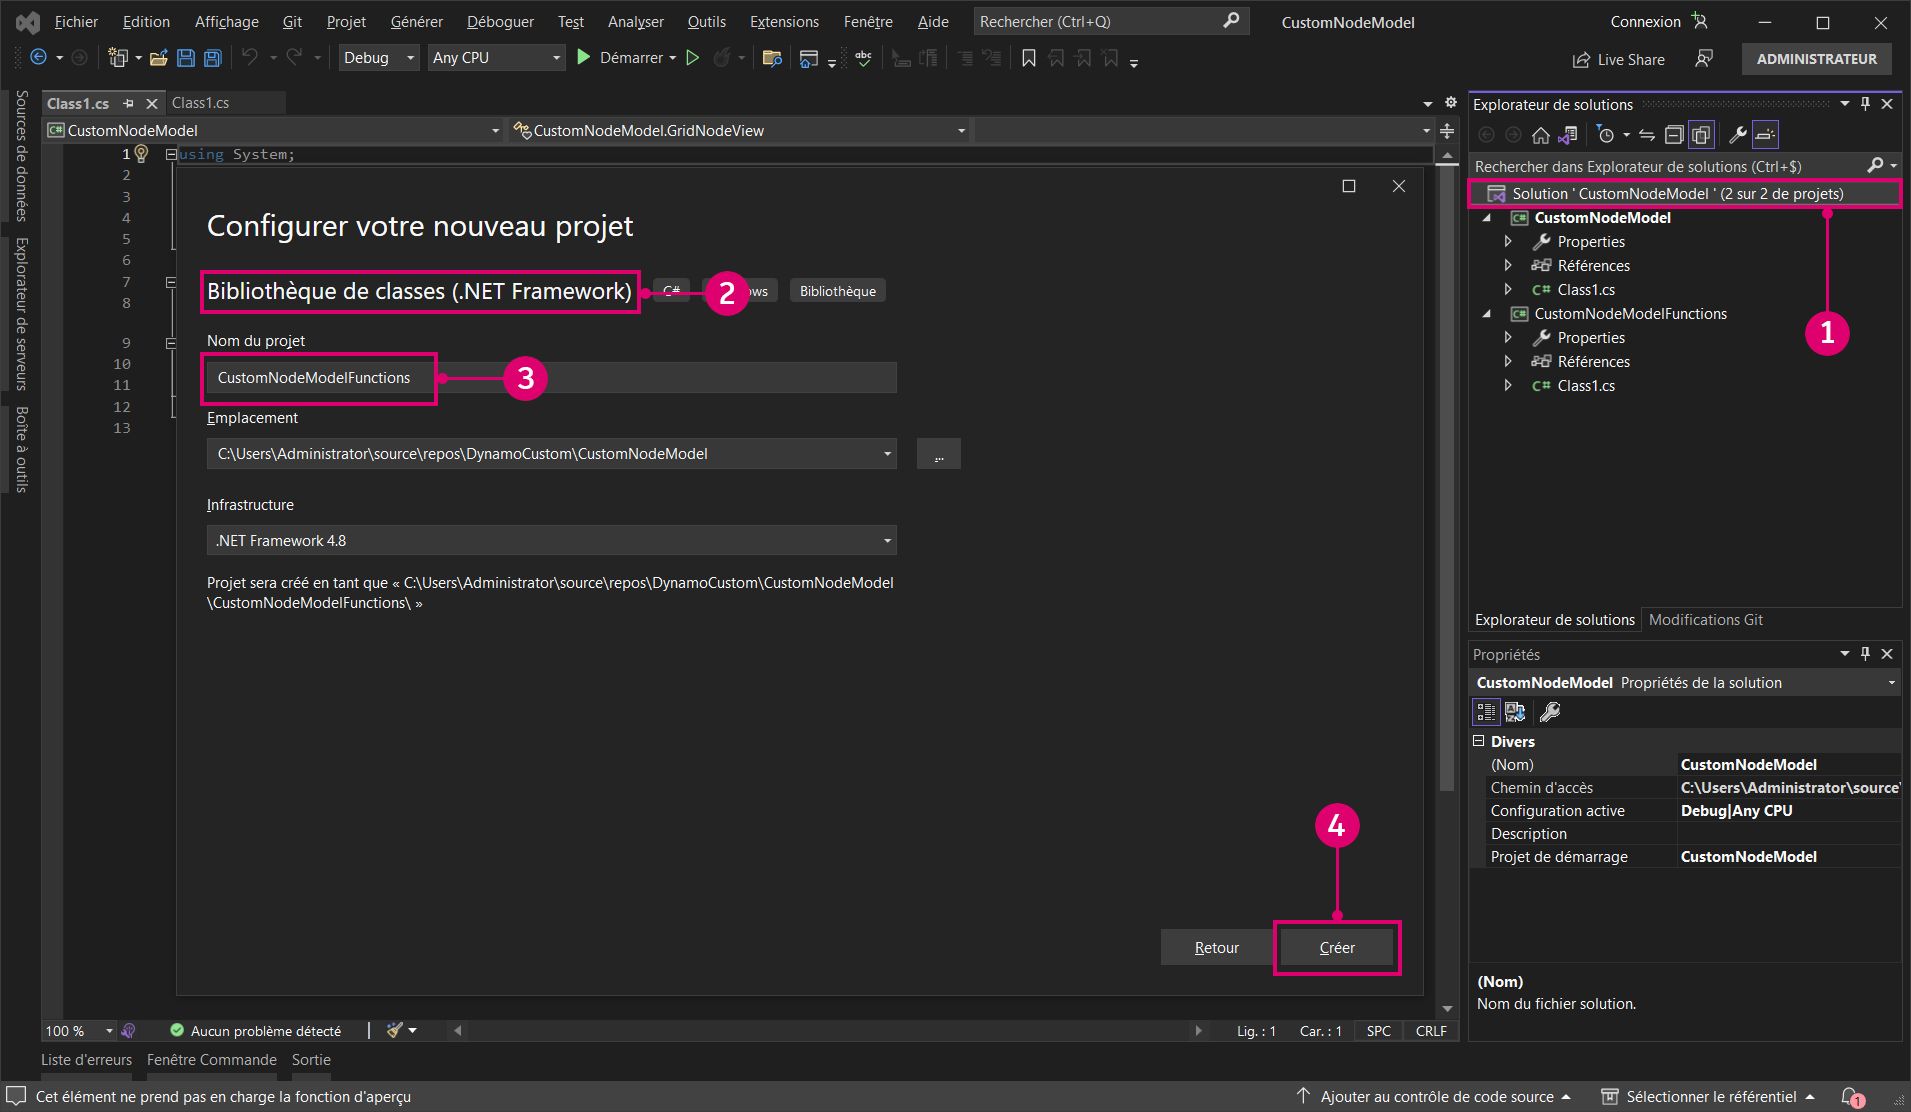 Fichier Edition Affichage Git Projet Générer Déboguer Test Analyser Outils Extensions Fenêtre Aide Rechercher (Ctrl+Q) CustomNodeModel Connexion
Debug Any CPU Démarrer abc Live Share ADMINISTRATEUR
Sources de données
Explorateur de serveurs
Boîte à outils
Class1.cs Class1.cs
CustomNodeModel CustomNodeModel.GridNodeView
1 using System;
2
3
4
5
6
7
8
9
10
11
12
13
Configurer votre nouveau projet
Bibliothèque de classes (.NET Framework) 2 Bibliothèque
Nom du projet
CustomNodeModelFunctions 3
Emplacement
C:\Users\Administrator\source\repos\DynamoCustom\CustomNodeModel ...
Infrastructure
.NET Framework 4.8
Projet sera créé en tant que « C:\Users\Administrator\source\repos\DynamoCustom\CustomNodeModel
\CustomNodeModelFunctions\ »
4
Retour Créer
100 % Aucun problème détecté Lig. : 1 Car. : 1 SPC CRLF
Liste d'erreurs Fenêtre Commande Sortie
Explorateur de solutions
Rechercher dans Explorateur de solutions (Ctrl+$)
Solution ' CustomNodeModel ' (2 sur 2 de projets)
C# CustomNodeModel
Properties
Références
C# Class1.cs
C# CustomNodeModelFunctions
1
Properties
Références
C# Class1.cs
Explorateur de solutions Modifications Git
Propriétés
CustomNodeModel Propriétés de la solution
Divers
(Nom) CustomNodeModel
Chemin d'accès C:\Users\Administrator\source\
Configuration active Debug|Any CPU
Description
Projet de démarrage CustomNodeModel
(Nom)
Nom du fichier solution.
Cet élément ne prend pas en charge la fonction d'aperçu Ajouter au contrôle de code source Sélectionner le référentiel 1